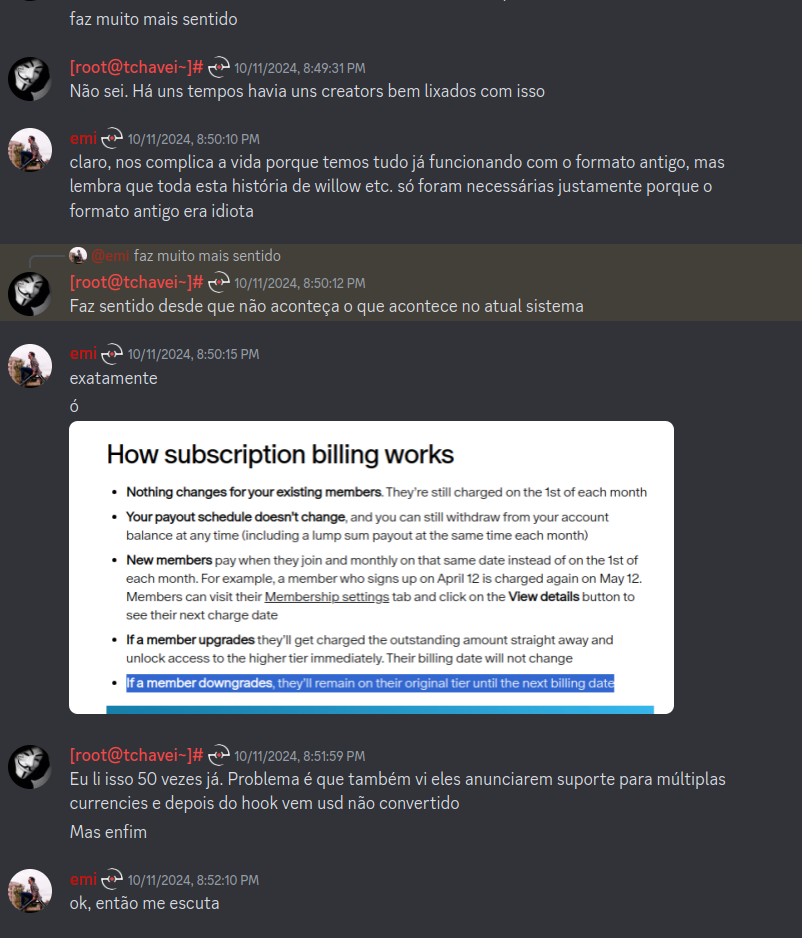 faz muito mais sentido
[root@tchavei~]# 10/11/2024, 8:49:31 PM
Não sei. Há uns tempos havia uns creators bem lixados com isso
emi 10/11/2024, 8:50:10 PM
claro, nos complica a vida porque temos tudo já funcionando com o formato antigo, mas
lembra que toda esta história de willow etc. só foram necessárias justamente porque o
formato antigo era idiota
@emi faz muito mais sentido
[root@tchavei~]# 10/11/2024, 8:50:12 PM
Faz sentido desde que não aconteça o que acontece no atual sistema
emi 10/11/2024, 8:50:15 PM
exatamente
ó
How subscription billing works
• Nothing changes for your existing members. They're still charged on the 1st of each month
• Your payout schedule doesn't change, and you can still withdraw from your account
balance at any time (including a lump sum payout at the same time each month)
• New members pay when they join and monthly on that same date instead of on the 1st of
each month. For example, a member who signs up on April 12 is charged again on May 12.
Members can visit their Membership settings tab and click on the View details button to
see their next charge date
• If a member upgrades they'll get charged the outstanding amount straight away and
unlock access to the higher tier immediately. Their billing date will not change
• If a member downgrades, they'll remain on their original tier until the next billing date
[root@tchavei~]# 10/11/2024, 8:51:59 PM
Eu li isso 50 vezes já. Problema é que também vi eles anunciarem suporte para múltiplas
currencies e depois do hook vem usd não convertido
Mas enfim
emi 10/11/2024, 8:52:10 PM
ok, então me escuta